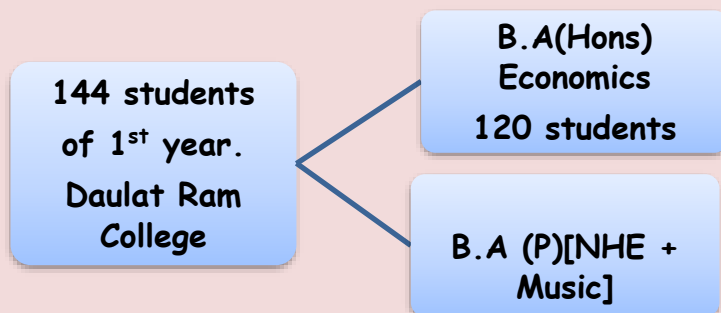 144 students
of 1st year.
Daulat Ram
College
B.A(Hons)
Economics
120 students
B.A (P)[NHE +
Music]